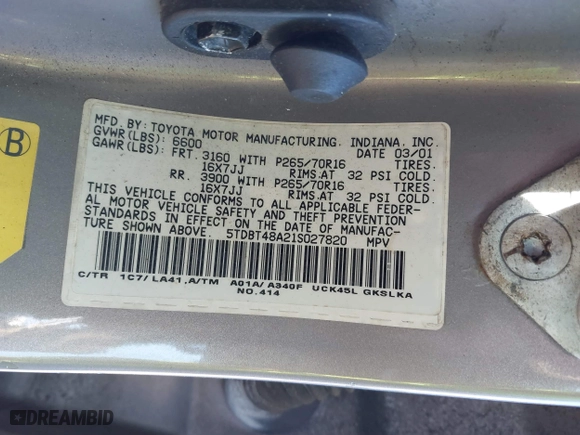 MFD. BY: TOYOTA MOTOR MANUFACTURING, INDIANA, INC.
GVWR(LBS): 6600 DATE 03/01
GAWR(LBS): FRT. 3160 WITH P265/70R16 TIRES,
16X7JJ RIMS.AT 32 PSI COLD.
RR. 3900 WITH P265/70R16 TIRES,
16X7JJ RIMS.AT 32 PSI COLD.
THIS VEHICLE CONFORMS TO ALL APPLICABLE FEDER-
AL MOTOR VEHICLE SAFETY AND THEFT PREVENTION
STANDARDS IN EFFECT ON THE DATE OF MANUFAC-
TURE SHOWN ABOVE. 5TDBT48A21S027820 MPV
C/TR 1C7/ LA41,A/TM A01A/ A340F UCK45L GKSLKA
NO.414
B
DREAMBID